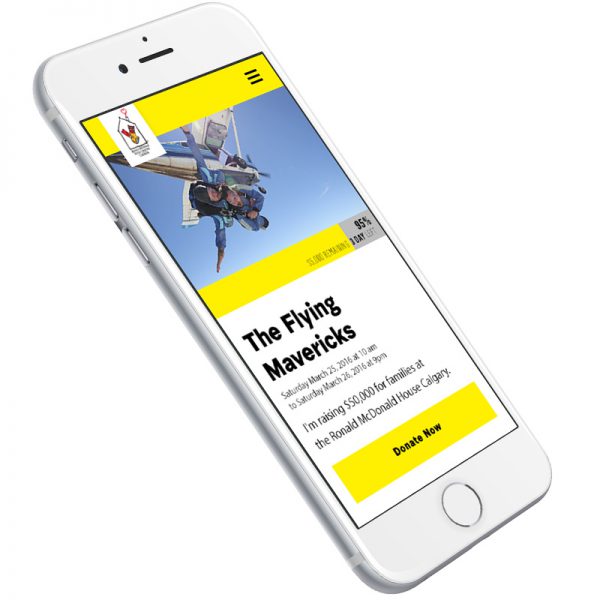 95%
$5,000 REMAINING 3 DAY LEFT
The Flying
Mavericks
Saturday March 25, 2016 at 10 am
to Saturday March 26, 2016 at 9pm
I'm raising $50,000 for families at
the Ronald McDonald House Calgary.
Donate Now